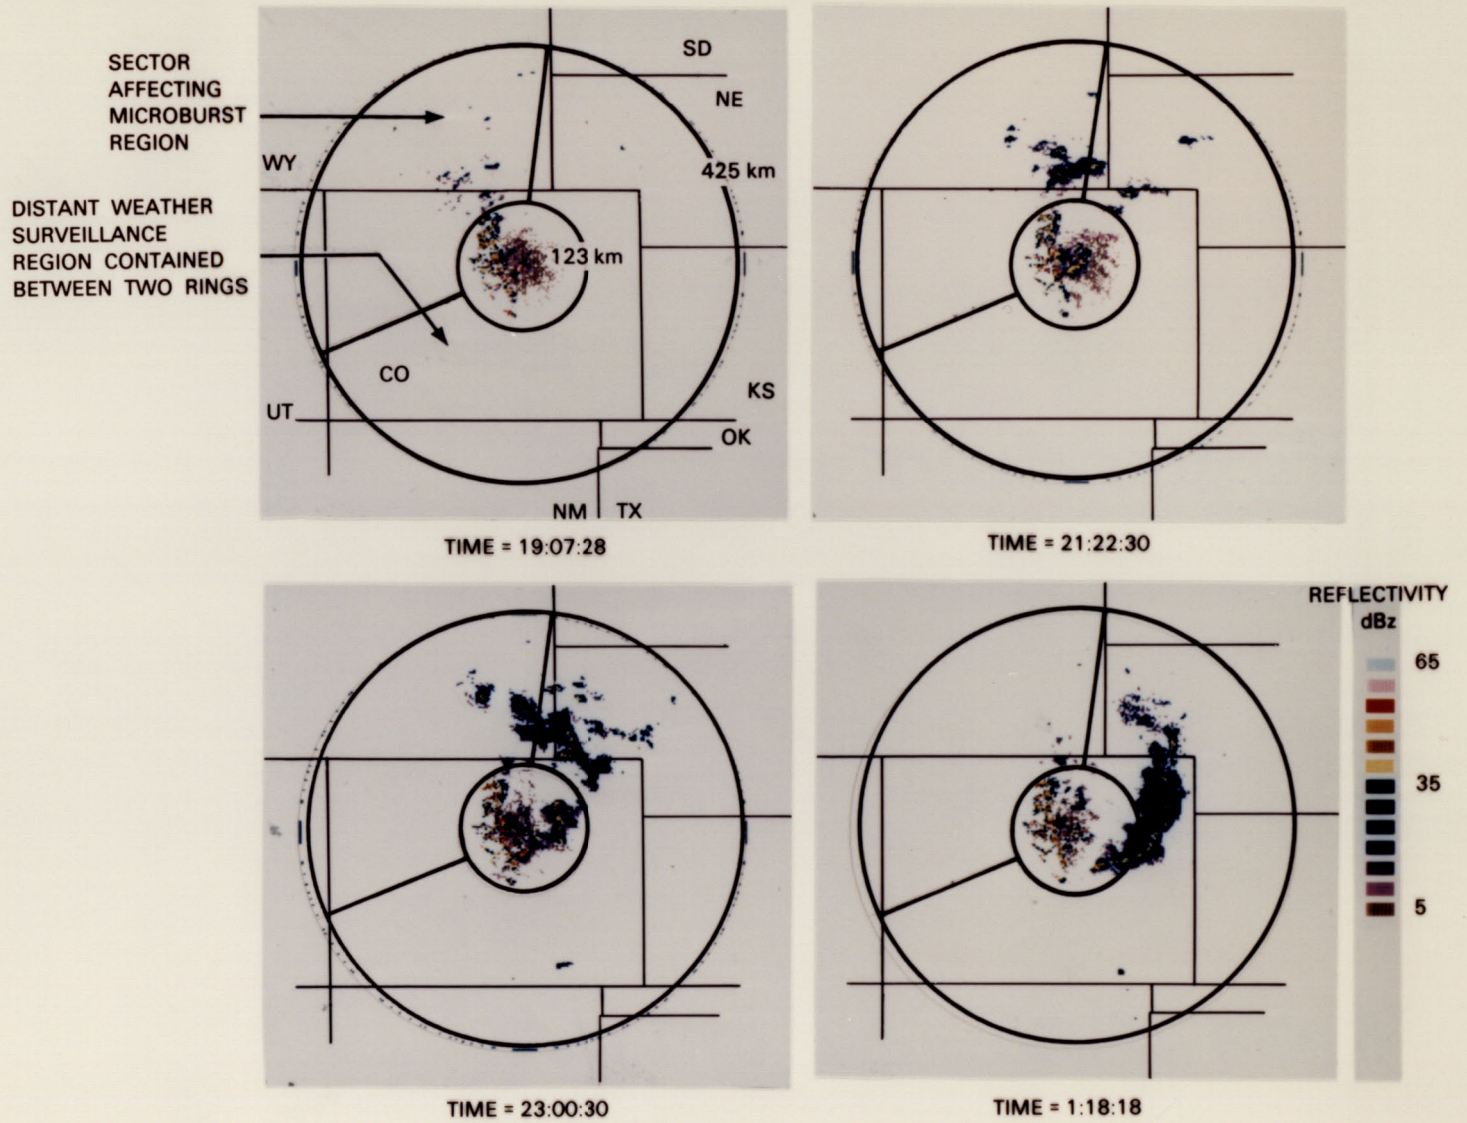 SECTOR
AFFECTING
MICROBURST
REGION
SD
NE
425 km
WY
DISTANT WEATHER
SURVEILLANCE
REGION CONTAINED
BETWEEN TWO RINGS
123 km
CO
KS
UT
OK
NM TX
TIME = 19:07:28
TIME = 21:22:30
REFLECTIVITY
dBz
65
35
5
TIME = 23:00:30
TIME = 1:18:18